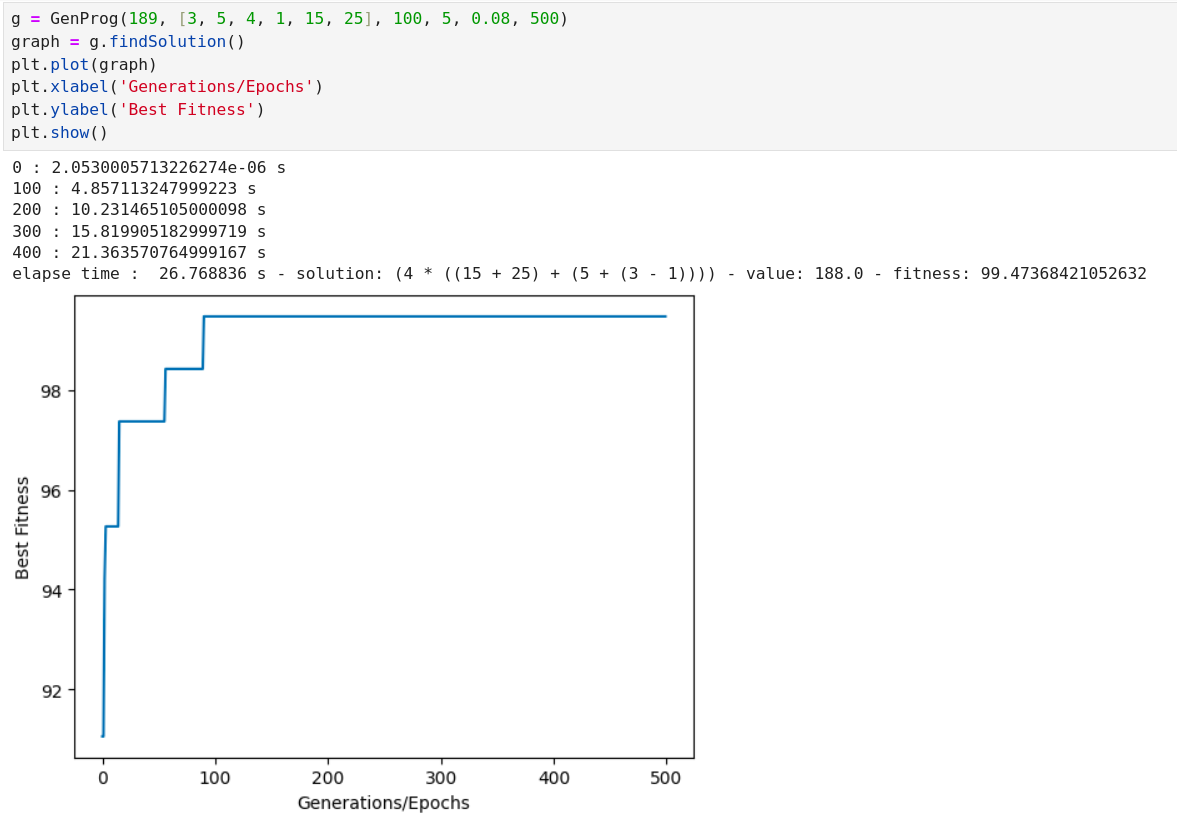 g = GenProg(189, [3, 5, 4, 1, 15, 25], 100, 5, 0.08, 500)
graph = g.findSolution()
plt.plot(graph)
plt.xlabel('Generations/Epochs')
plt.ylabel('Best Fitness')
plt.show()
0 : 2.0530005713226274e-06 s
100 : 4.857113247999223 s
200 : 10.231465105000098 s
300 : 15.819905182999719 s
400 : 21.363570764999167 s
elapse time :  26.768836 s - solution: (4 * ((15 + 25) + (5 + (3 - 1)))) - value: 188.0 - fitness: 99.47368421052632
98
96
94
92
Best Fitness
0 100 200 300 400 500
Generations/Epochs